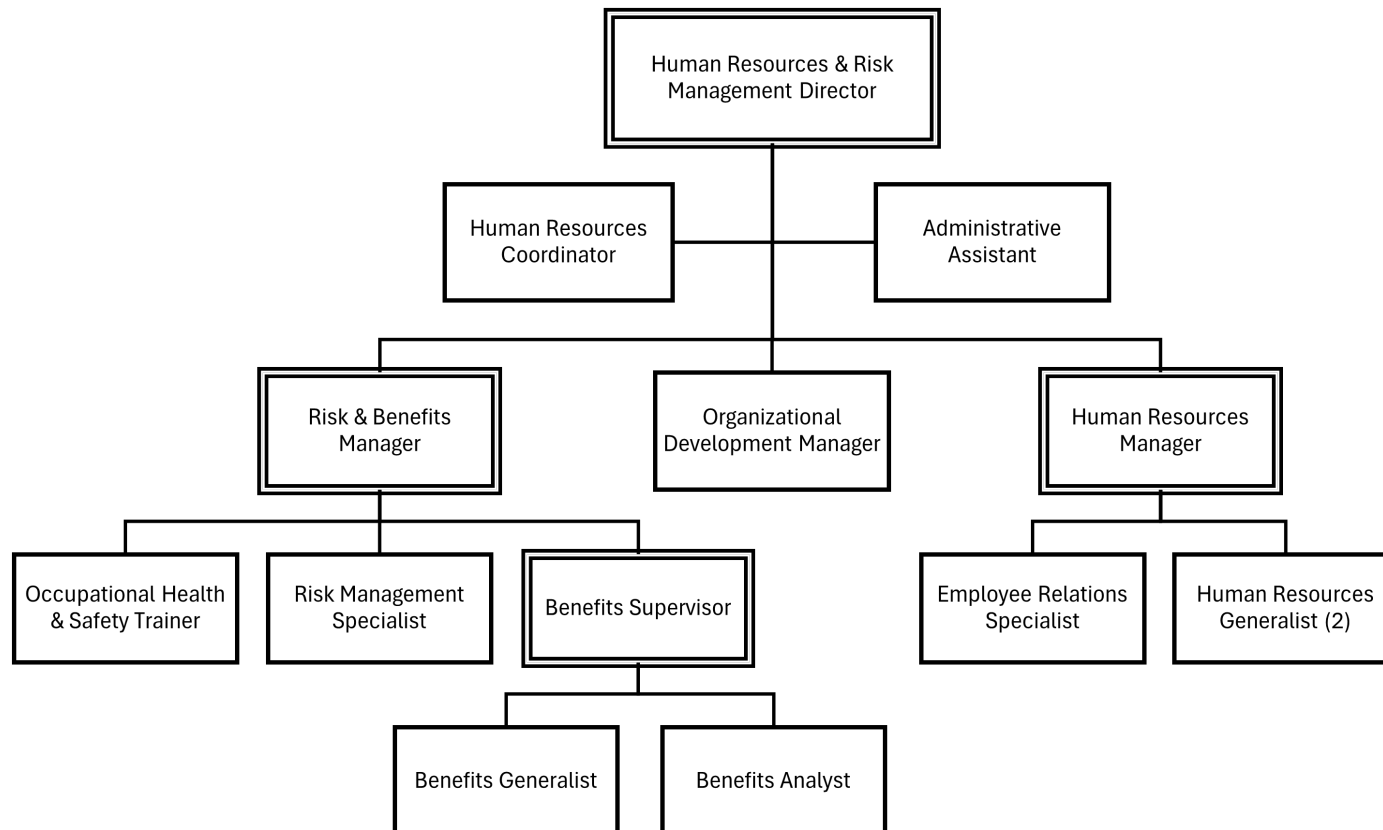 Human Resources & Risk
Management Director
Human Resources
Coordinator
Administrative
Assistant
Risk & Benefits
Manager
Organizational
Development Manager
Human Resources
Manager
Occupational Health
& Safety Trainer
Risk Management
Specialist
Benefits Supervisor
Employee Relations
Specialist
Human Resources
Generalist (2)
Benefits Generalist
Benefits Analyst